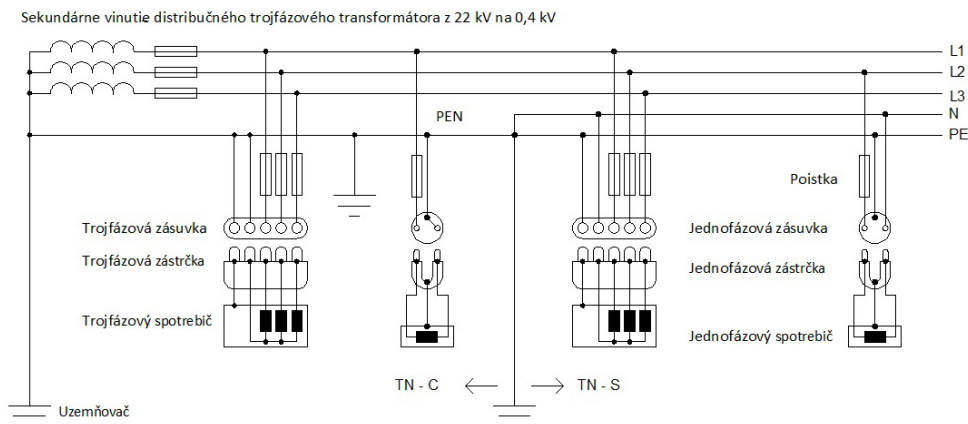 Sekundárne vinutie distribučného trojfázového transformátora z 22 kV na 0,4 kV
L1
L2
L3
N
PEN
PE
Poistka
Trojfázová zásuvka
Jednofázová zásuvka
Trojfázová zástrčka
Jednofázová zástrčka
Trojfázový spotrebič
Jednofázový spotrebič
TN - C
TN - S
Uzemňovač